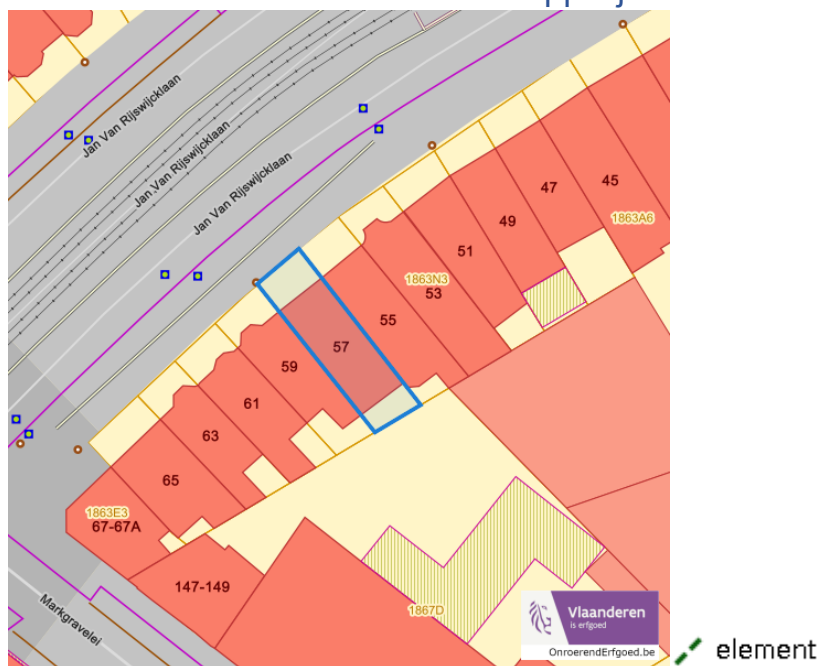 Jan Van Rijswijcklaan
Jan Van Rijswijcklaan
Jan Van Rijswijcklaan
45
1863A6
47
49
51
1863N3
53
55
57
59
61
63
65
1863E3
67-67A
147-149
Markgravelei
1867D
Vlaanderen
is erfgoed
OnroerendErfgoed.be
element